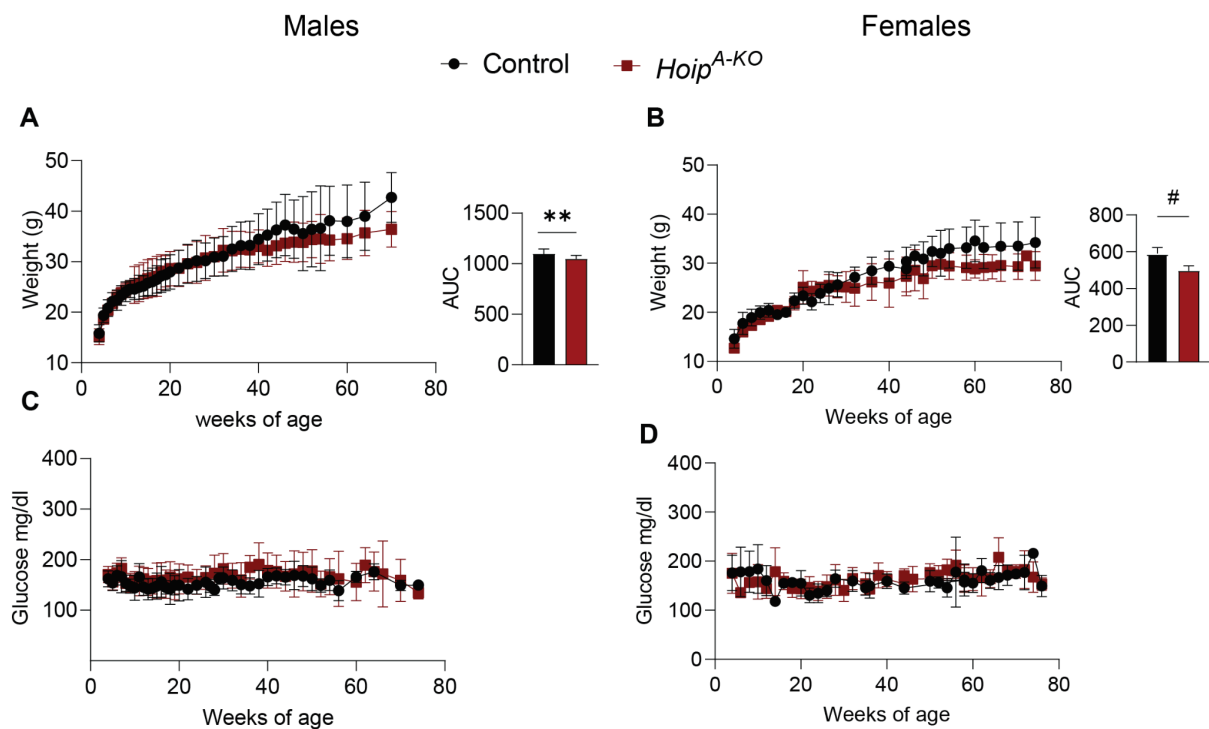 Males
Females
Control
Hoip^A-KO
A
50
40
30
20
10
Weight (g)
0 20 40 60 80
weeks of age
1500
1000
500
0
AUC
**
B
50
40
30
20
10
Weight (g)
0 20 40 60 80
Weeks of age
800
600
400
200
0
AUC
#
C
400
300
200
100
Glucose mg/dl
0 20 40 60 80
Weeks of age
D
400
300
200
100
0
Glucose mg/dl
0 20 40 60 80
Weeks of age